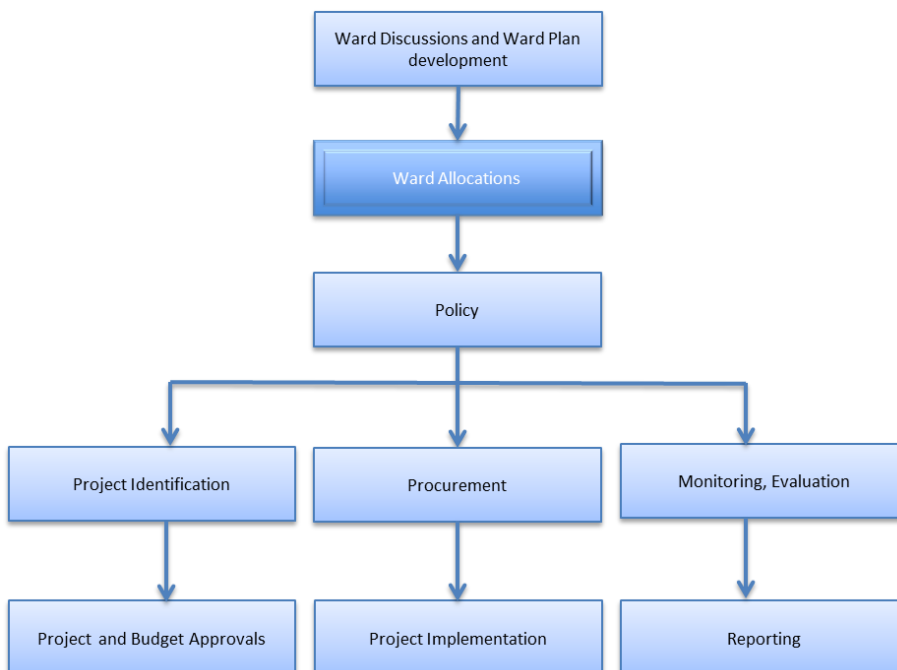 Ward Discussions and Ward Plan
development
Ward Allocations
Policy
Project Identification
Procurement
Monitoring, Evaluation
Project and Budget Approvals
Project Implementation
Reporting